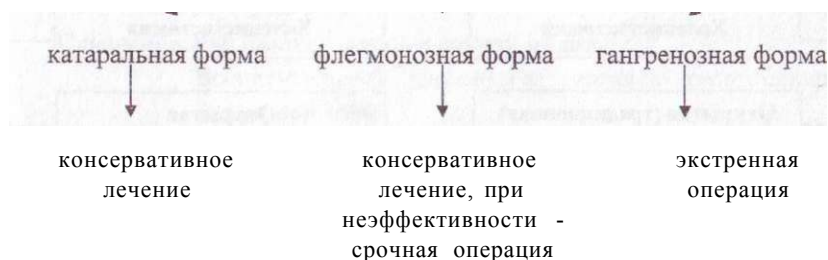 катаральная форма флегмонозная форма гангренозная форма
консервативное консервативное экстренная
лечение лечение, при операция
неэффективности -
срочная операция